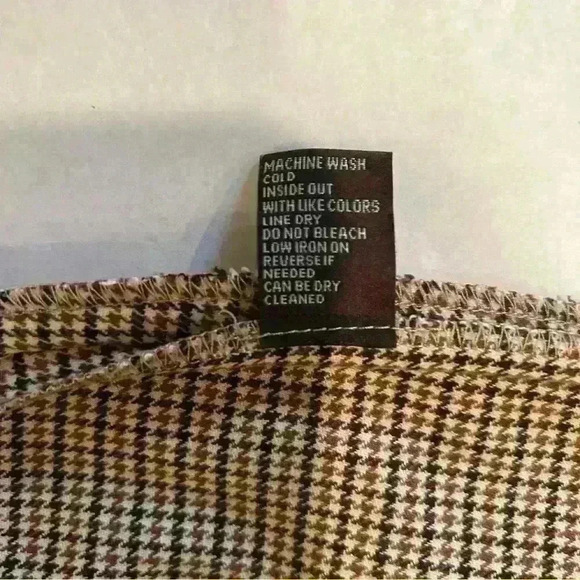 MACHINE WASH
COLD
INSIDE OUT
WITH LIKE COLORS
LINE DRY
DO NOT BLEACH
LOW IRON ON
REVERSE IF
NEEDED
CAN BE DRY
CLEANED